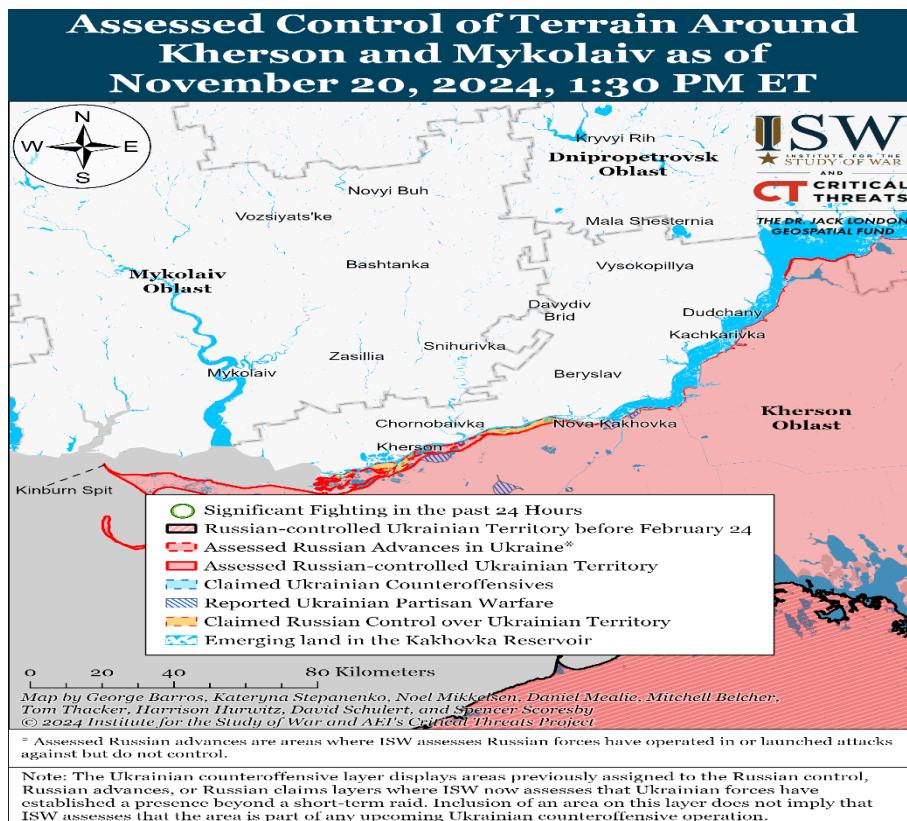 Assessed Control of Terrain Around
Kherson and Mykolaiv as of
November 20, 2024, 1:30 PM ET
N
W E
S
ISW
INSTITUTE FOR THE
STUDY OF WAR
AND
CT CRITICAL
THREATS
THE DR. JACK LONDON
GEOSPATIAL FUND
Kryvyi Rih
Dnipropetrovsk
Oblast
Novyi Buh
Vozsiyats'ke
Mala Shesternia
Bashtanka
Vysokopillya
Mykolaiv
Oblast
Davydiv
Brid
Dudchany
Kachkarivka
Snihurivka
Zasillia
Mykolaiv
Beryslav
Kherson
Oblast
Chornobaivka
Nova Kakhovka
Kherson
Kinburn Spit
Significant Fighting in the past 24 Hours
Russian-controlled Ukrainian Territory before February 24
Assessed Russian Advances in Ukraine*
Assessed Russian-controlled Ukrainian Territory
Claimed Ukrainian Counteroffensives
Reported Ukrainian Partisan Warfare
Claimed Russian Control over Ukrainian Territory
Emerging land in the Kakhovka Reservoir
0 20 40 80 Kilometers
Map by George Barros, Kateryna Stepanenko, Noel Mikkelsen, Daniel Mealie, Mitchell Belcher,
Tom Thacker, Harrison Hurwitz, David Schulert, and Spencer Scoresby
© 2024 Institute for the Study of War and AEI's Critical Threats Project
* Assessed Russian advances are areas where ISW assesses Russian forces have operated in or launched attacks
against but do not control.
Note: The Ukrainian counteroffensive layer displays areas previously assigned to the Russian control,
Russian advances, or Russian claims layers where ISW now assesses that Ukrainian forces have
established a presence beyond a short-term raid. Inclusion of an area on this layer does not imply that
ISW assesses that the area is part of any upcoming Ukrainian counteroffensive operation.